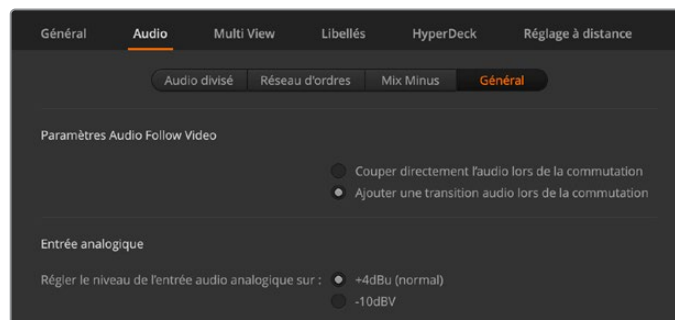 Général Audio Multi View Libellés HyperDeck Réglage à distance
Audio divisé Réseau d'ordres Mix Minus Général
Paramètres Audio Follow Video
Couper directement l'audio lors de la commutation
Ajouter une transition audio lors de la commutation
Entrée analogique
Régler le niveau de l'entrée audio analogique sur : +4dBu (normal)
-10dBV